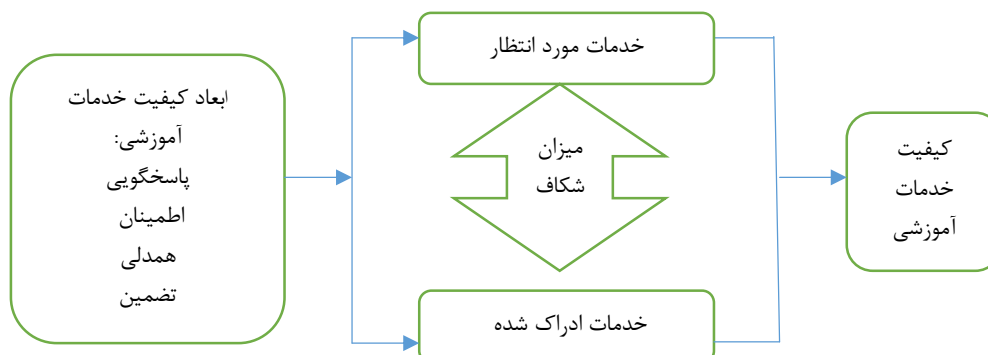 ابعاد کیفیت خدمات
آموزشی:
پاسخگویی
اطمینان
همدلی
تضمین
خدمات مورد انتظار
میزان
شکاف
خدمات ادراک شده
کیفیت
خدمات
آموزشی